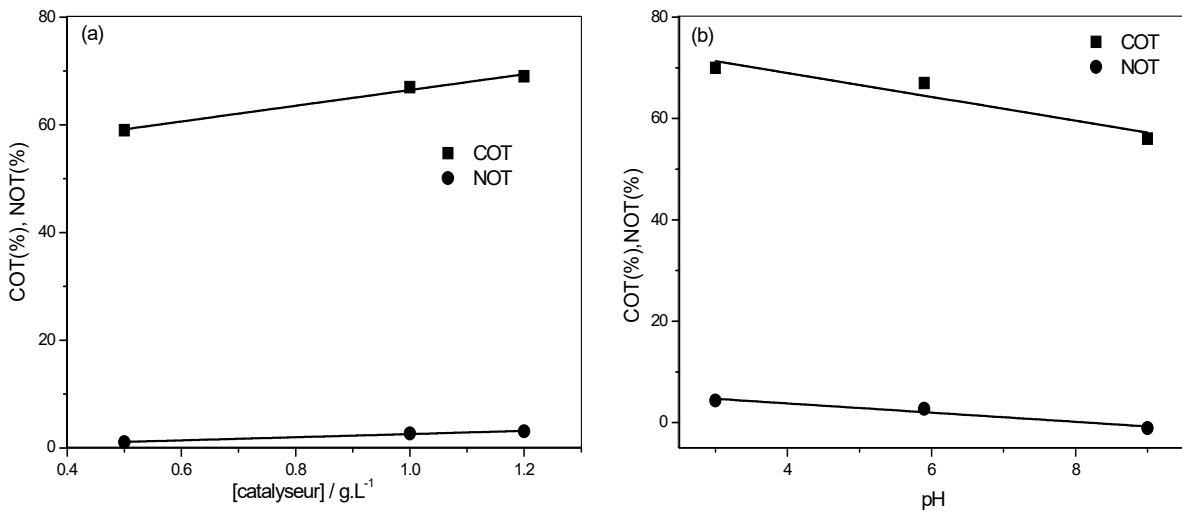 (a)
80
60
40
20
0
COT(%), NOT(%)
COT
NOT
0.4
0.6
0.8
1.0
1.2
[catalyseur] / g.L⁻¹
(b)
80
60
40
20
0
COT(%),NOT(%)
COT
NOT
4
6
8
pH